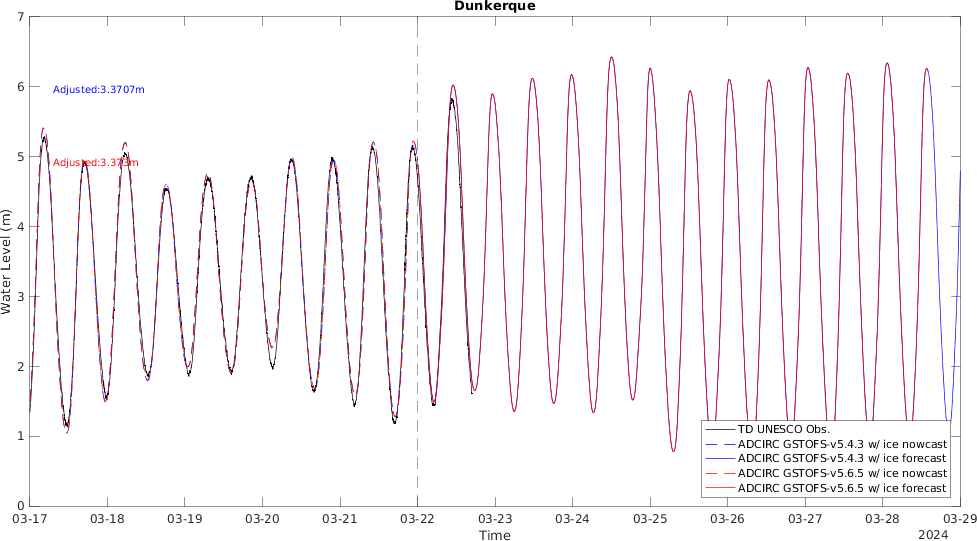 Dunkerque
7
6
5
4
3
2
1
0
Water Level (m)
Adjusted:3.3707m
Adjusted:3.373m
TD UNESCO Obs.
ADCIRC GSTOFS-v5.4.3 w/ ice nowcast
ADCIRC GSTOFS-v5.4.3 w/ ice forecast
ADCIRC GSTOFS-v5.6.5 w/ ice nowcast
ADCIRC GSTOFS-v5.6.5 w/ ice forecast
03-17 03-18 03-19 03-20 03-21 03-22 03-23 03-24 03-25 03-26 03-27 03-28 03-29
Time
2024